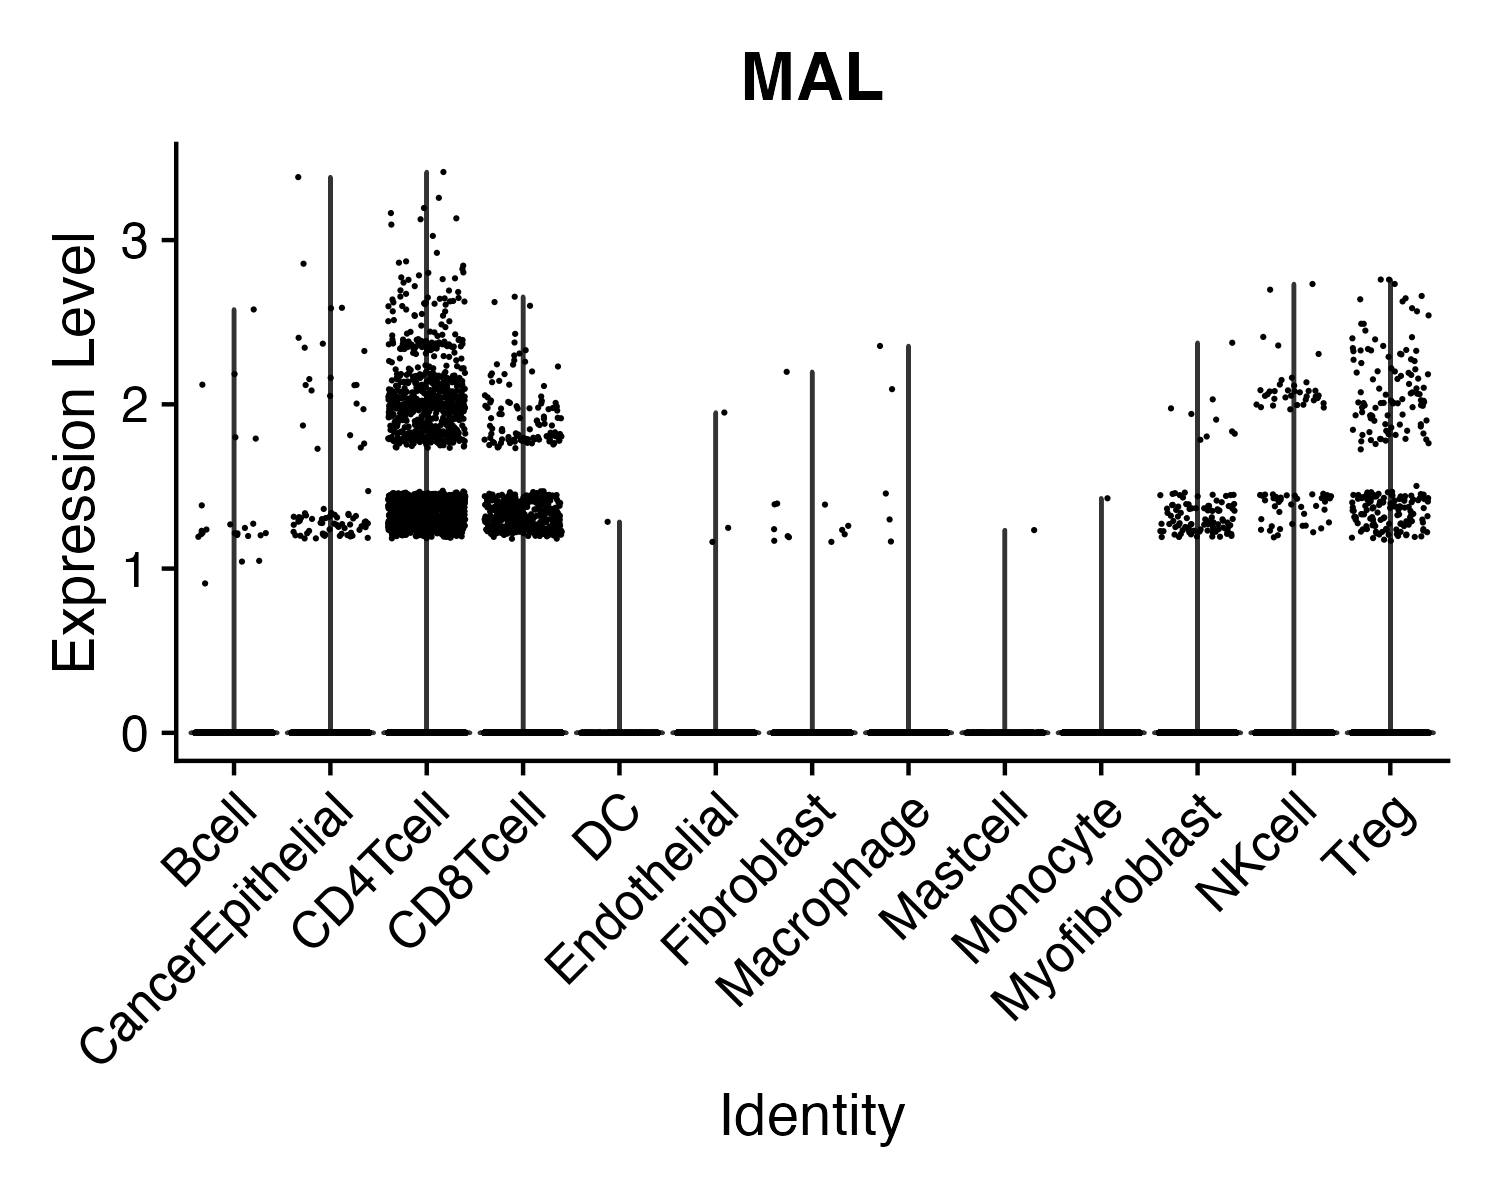 MAL
Expression Level
3
2
1
0
Bcell
CancerEpithelial
CD4Tcell
CD8Tcell
DC
Endothelial
Fibroblast
Macrophage
Mastcell
Monocyte
Myofibroblast
NKcell
Treg
Identity